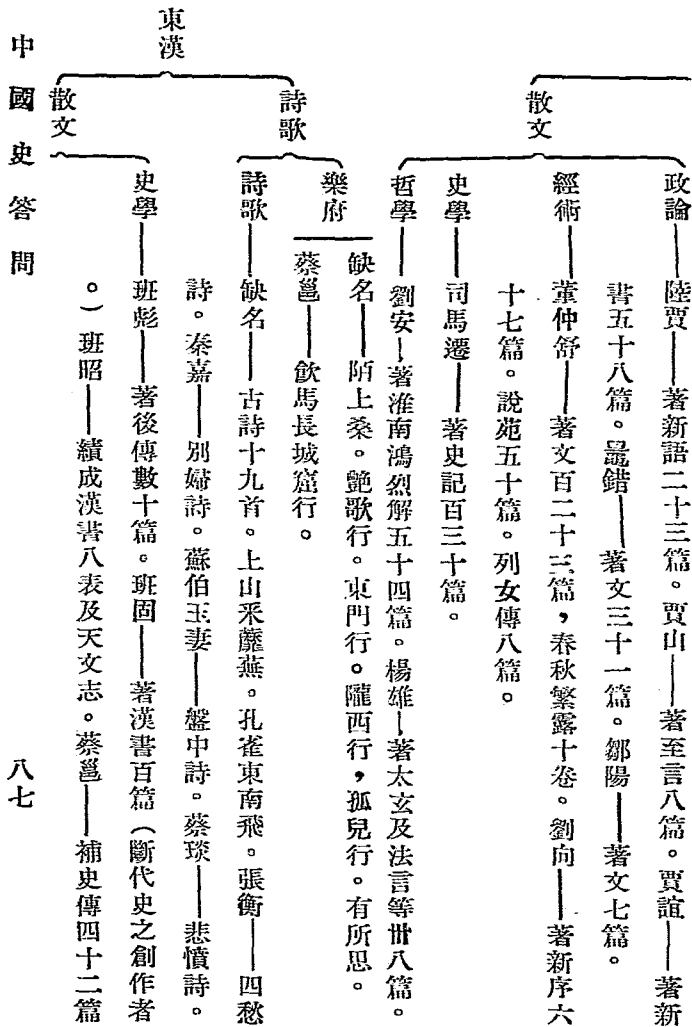 散文
政論——陸賈——著新語二十三篇。賈山——著至言八篇。賈誼——著新
書五十八篇。鼂錯——著文三十一篇。鄒陽——著文七篇。
經術——董仲舒——著文百二十三篇，春秋繁露十卷。劉向——著新序六
十七篇。說苑五十篇。列女傳八篇。
史學——司馬遷——著史記百三十篇。
哲學——劉安——著淮南鴻烈解五十四篇。楊雄——著太玄及法言等卅八篇。
東漢
詩歌
樂府
缺名——陌上桑。艶歌行。東門行。隴西行，孤兒行。有所思。
蔡邕——飲馬長城窟行。
詩歌——缺名——古詩十九首。上山釆蘼蕪。孔雀東南飛。張衡——四愁
詩。秦嘉——別婦詩。蘇伯玉妻——盤中詩。蔡琰——悲憤詩。
散文
史學——班彪——著後傳數十篇。班固——著漢書百篇（斷代史之創作者
。）班昭——續成漢書八表及天文志。蔡邕——補史傳四十二篇
中國史答問
八七